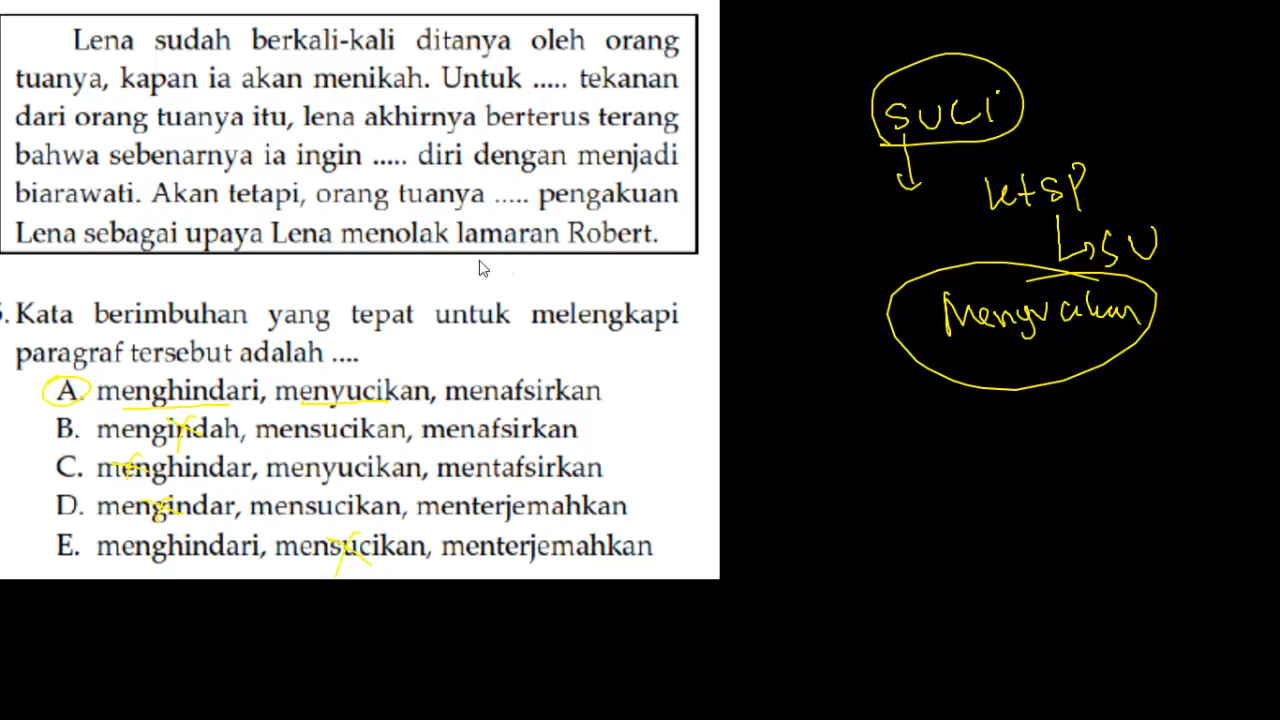 Lena sudah berkali-kali ditanya oleh orang
tuanya, kapan ia akan menikah. Untuk ..... tekanan
dari orang tuanya itu, lena akhirnya berterus terang
bahwa sebenarnya ia ingin ..... diri dengan menjadi
biarawati. Akan tetapi, orang tuanya ..... pengakuan
Lena sebagai upaya Lena menolak lamaran Robert.
Kata berimbuhan yang tepat untuk melengkapi
paragraf tersebut adalah ....
A. menghindari, menyucikan, menafsirkan
B. mengindah, mensucikan, menafsirkan
C. menghindar, menyucikan, mentafsirkan
D. mengindar, mensucikan, menterjemahkan
E. menghindari, mensucikan, menterjemahkan
SUCI
KtSP